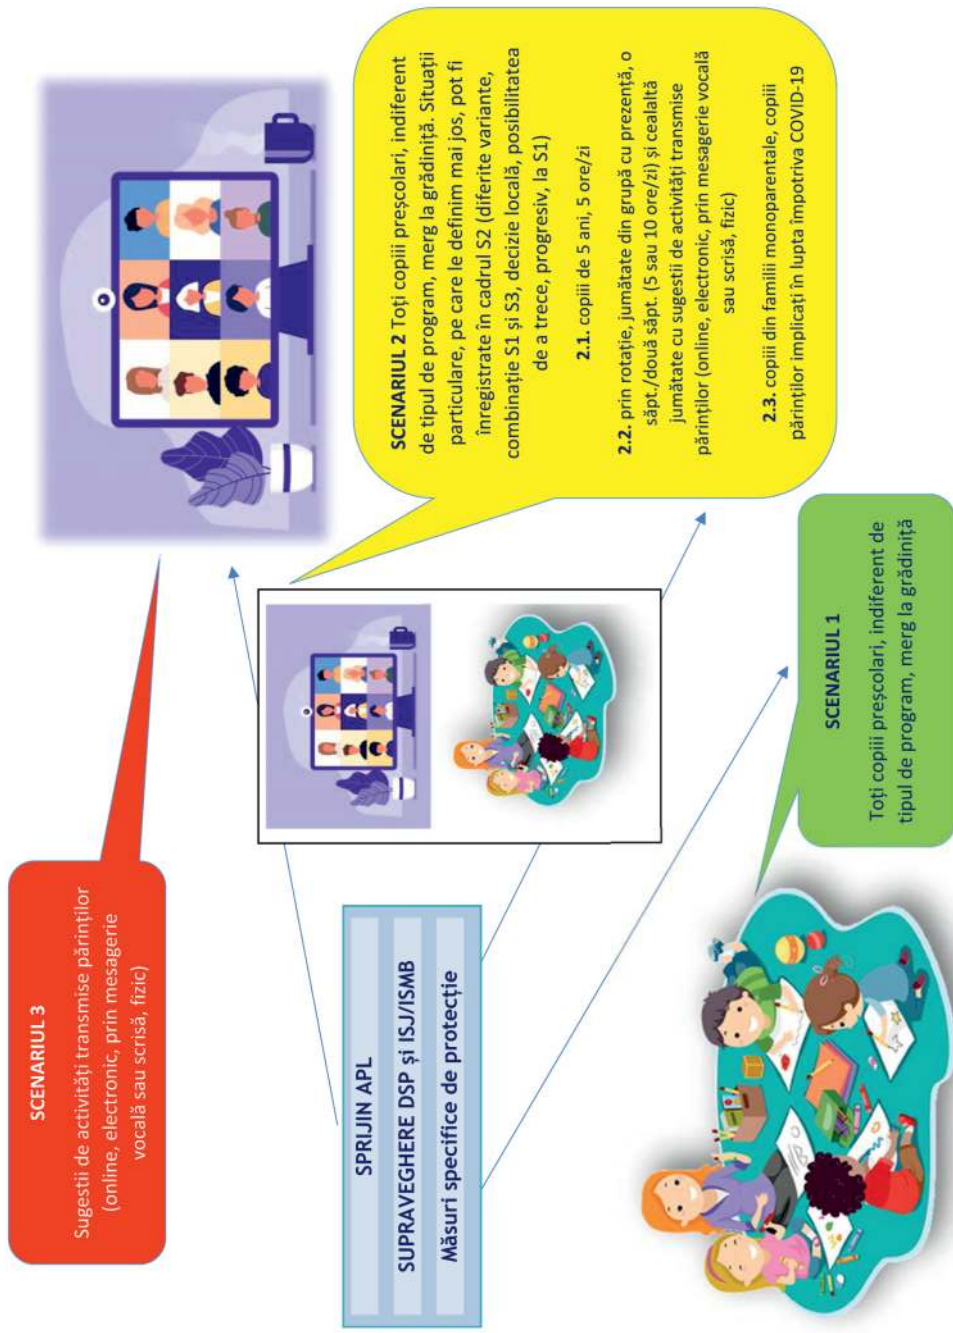 SCENARIUL 3
Sugestii de activități transmise părinților
(online, electronic, prin mesagerie
vocală sau scrisă, fizic)
SPRIJIN APL
SUPRAVEGHERE DSP și ISJ/ISMB
Măsuri specifice de protecție
SCENARIUL 2 Toți copiii preșcolari, indiferent
de tipul de program, merg la grădiniță. Situații
particulare, pe care le definim mai jos, pot fi
înregistrate în cadrul S2 (diferite variante,
combinație S1 și S3, decizie locală, posibilitatea
de a trece, progresiv, la S1)
2.1. copiii de 5 ani, 5 ore/zi
2.2. prin rotație, jumătate din grupă cu prezență, o
săpt./două săpt. (5 sau 10 ore/zi) și cealaltă
jumătate cu sugestii de activități transmise
părinților (online, electronic, prin mesagerie vocală
sau scrisă, fizic)
2.3. copiii din familii monoparentale, copiii
părinților implicați în lupta împotriva COVID-19
SCENARIUL 1
Toți copiii preșcolari, indiferent de
tipul de program, merg la grădiniță